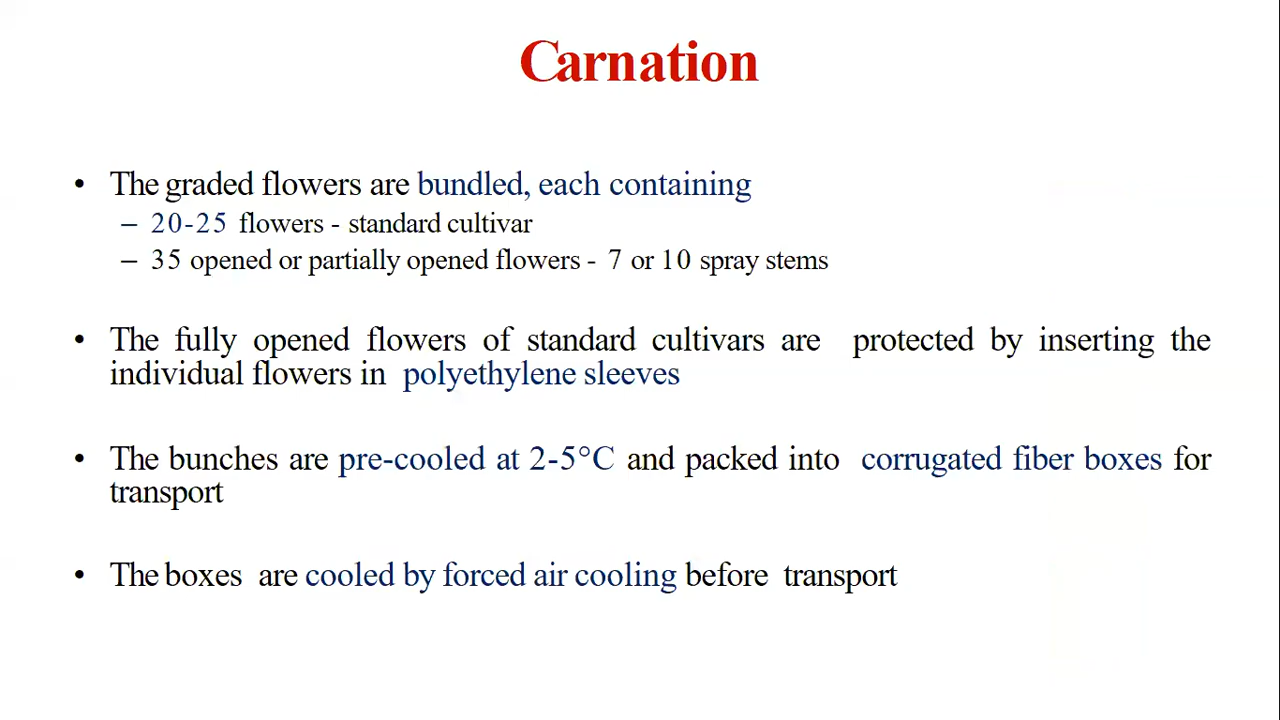 Carnation
• The graded flowers are bundled, each containing
– 20-25 flowers - standard cultivar
– 35 opened or partially opened flowers - 7 or 10 spray stems
• The fully opened flowers of standard cultivars are protected by inserting the
individual flowers in polyethylene sleeves
• The bunches are pre-cooled at 2-5°C and packed into corrugated fiber boxes for
transport
• The boxes are cooled by forced air cooling before transport